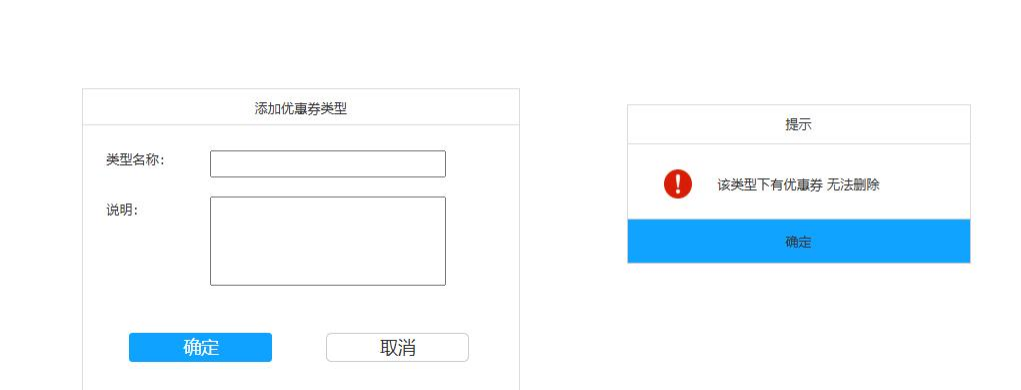 添加优惠券类型
类型名称：
说明：
确定
取消
提示
该类型下有优惠券 无法删除
确定